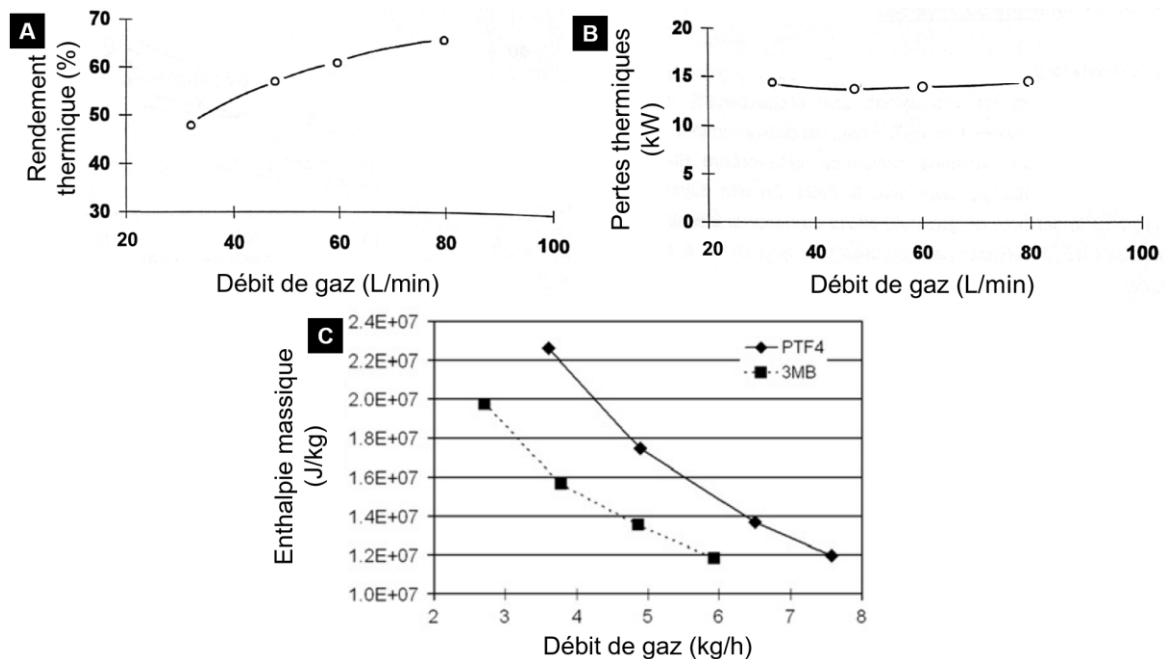 A
Rendement
thermique (%)
70
60
50
40
30
20
40
60
80
100
Débit de gaz (L/min)
B
Pertes thermiques
(kW)
20
15
10
5
0
20
40
60
80
100
Débit de gaz (L/min)
C
Enthalpie massique
(J/kg)
2.4E+07
2.2E+07
2.0E+07
1.8E+07
1.6E+07
1.4E+07
1.2E+07
1.0E+07
PTF4
3MB
2
3
4
5
6
7
8
Débit de gaz (kg/h)